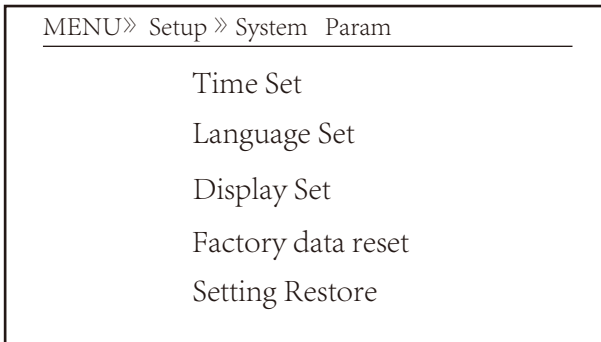 MENU» Setup » System Param
Time Set
Language Set
Display Set
Factory data reset
Setting Restore